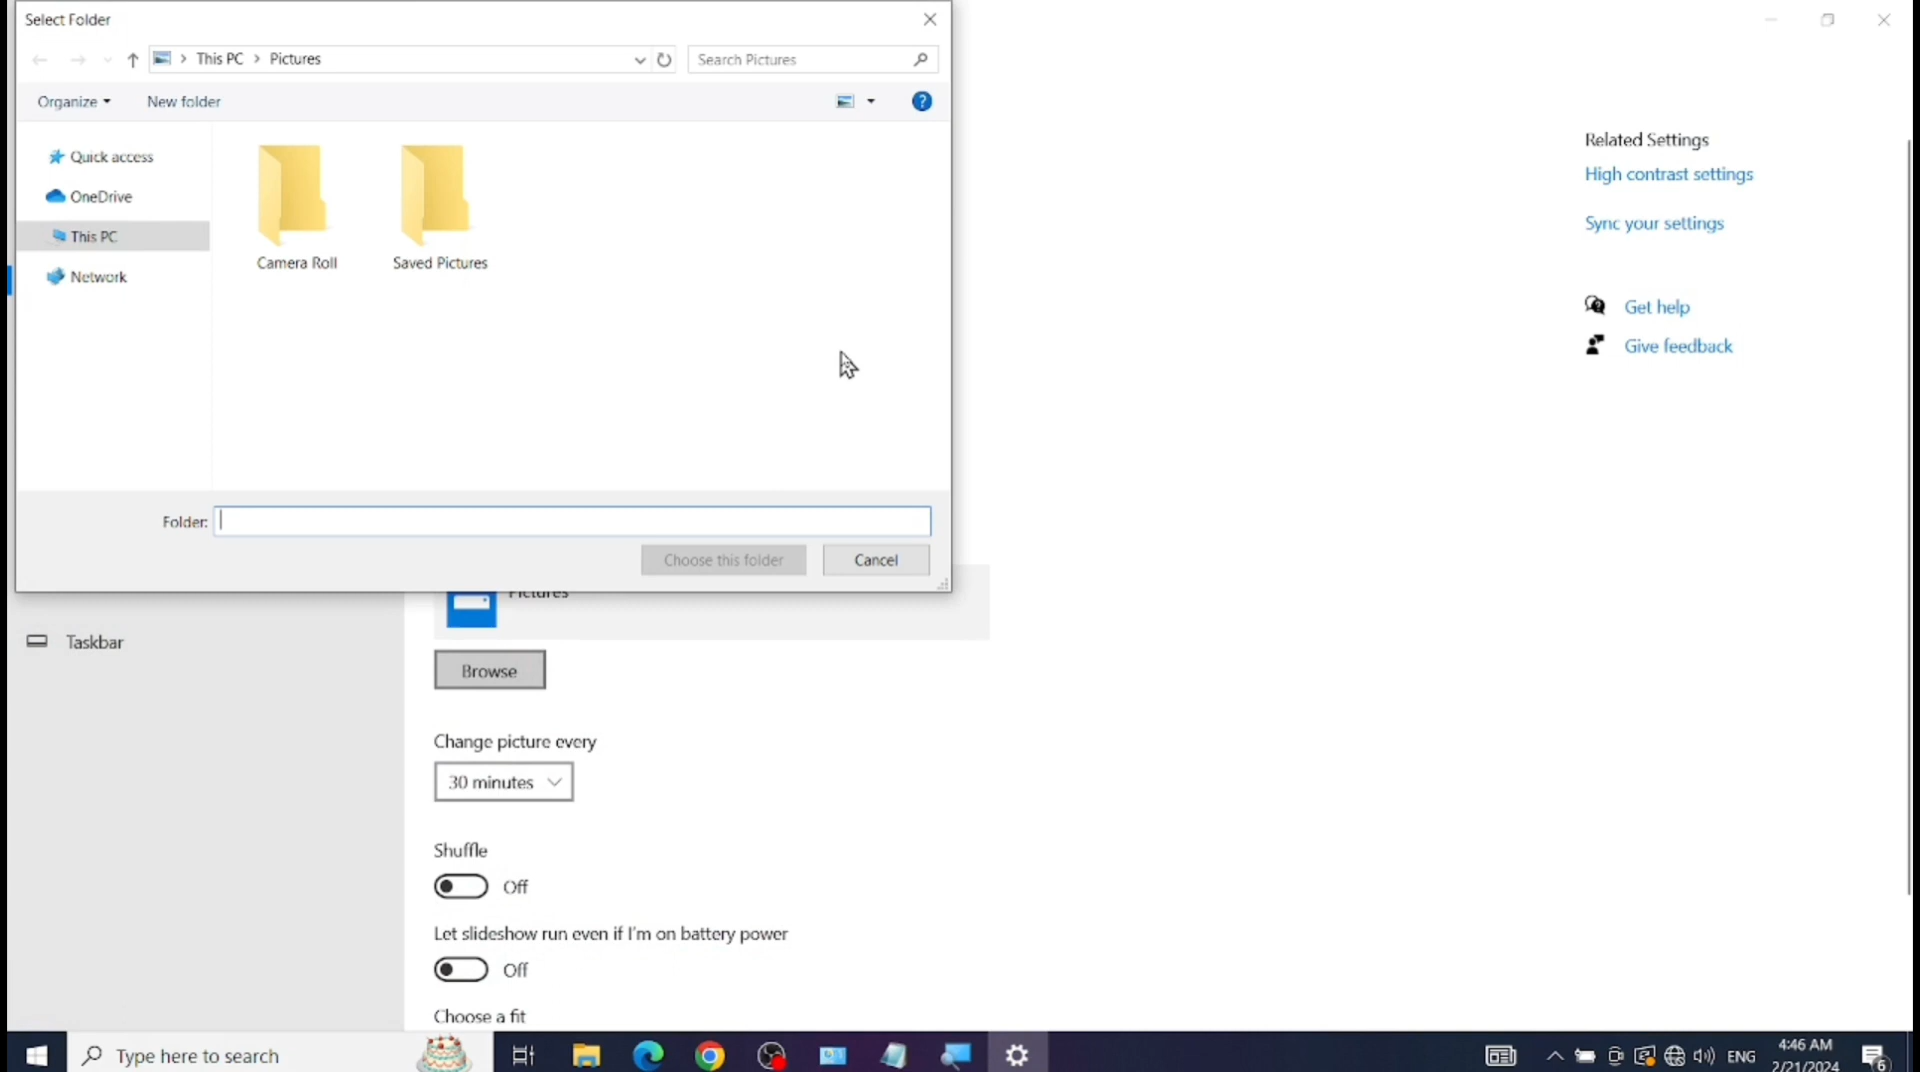 Select Folder
This PC > Pictures
Search Pictures
Organize
New folder
?
Quick access
OneDrive
This PC
Network
Camera Roll
Saved Pictures
Folder:
Choose this folder
Cancel
Related Settings
High contrast settings
Sync your settings
Get help
Give feedback
Pictures
Taskbar
Browse
Change picture every
30 minutes
Shuffle
Off
Let slideshow run even if I'm on battery power
Off
Choose a fit
Type here to search
ENG
4:46 AM
2/21/2024
6